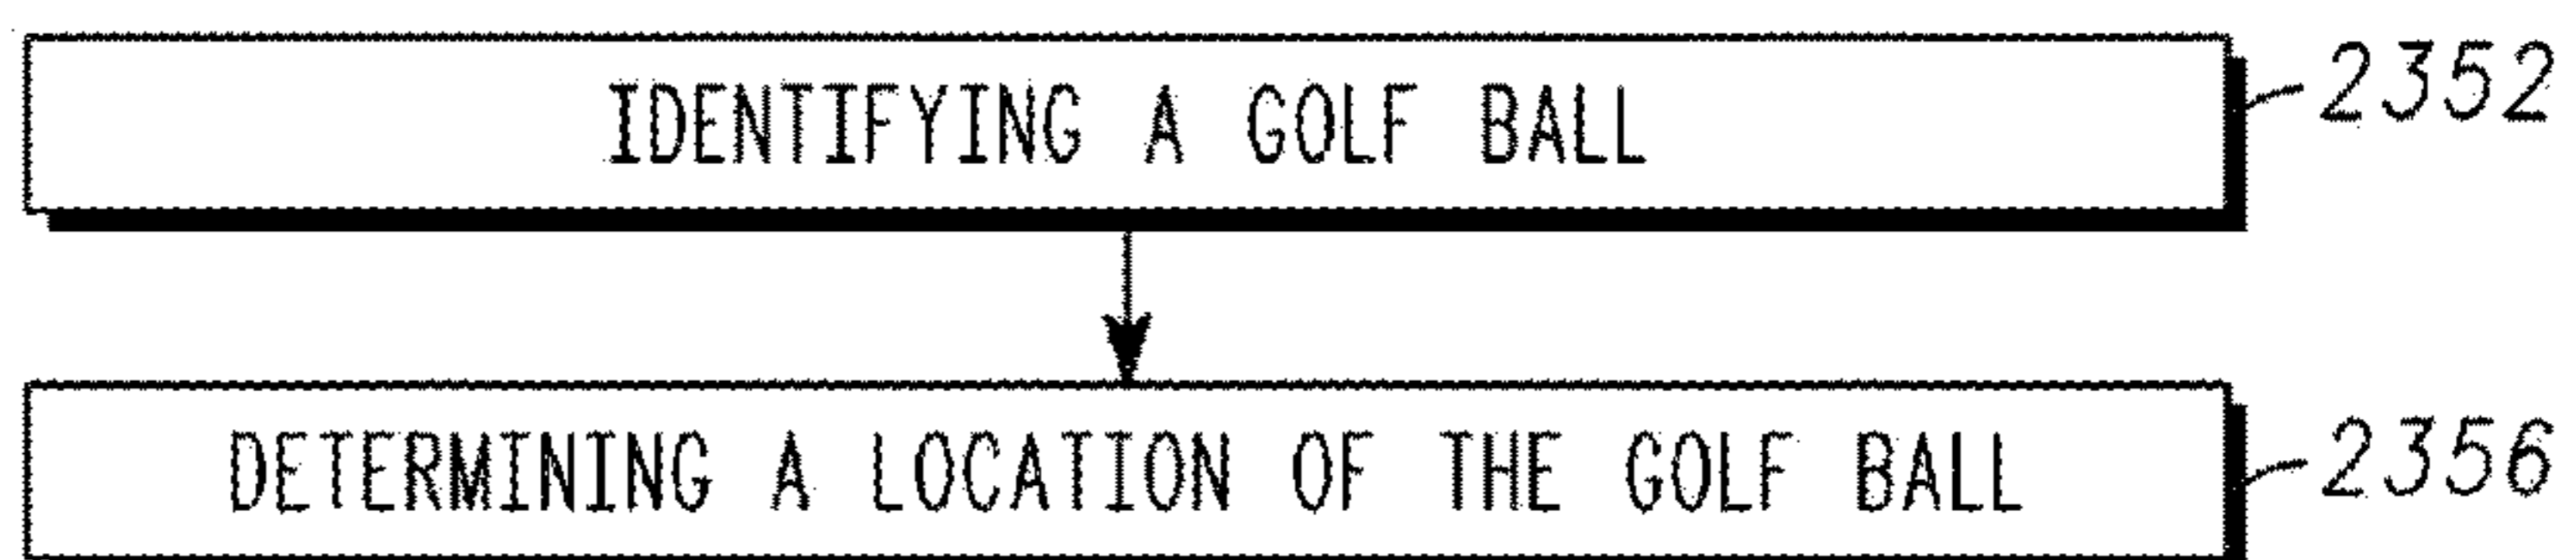 IDENTIFYING A GOLF BALL
2352
DETERMINING A LOCATION OF THE GOLF BALL
2356